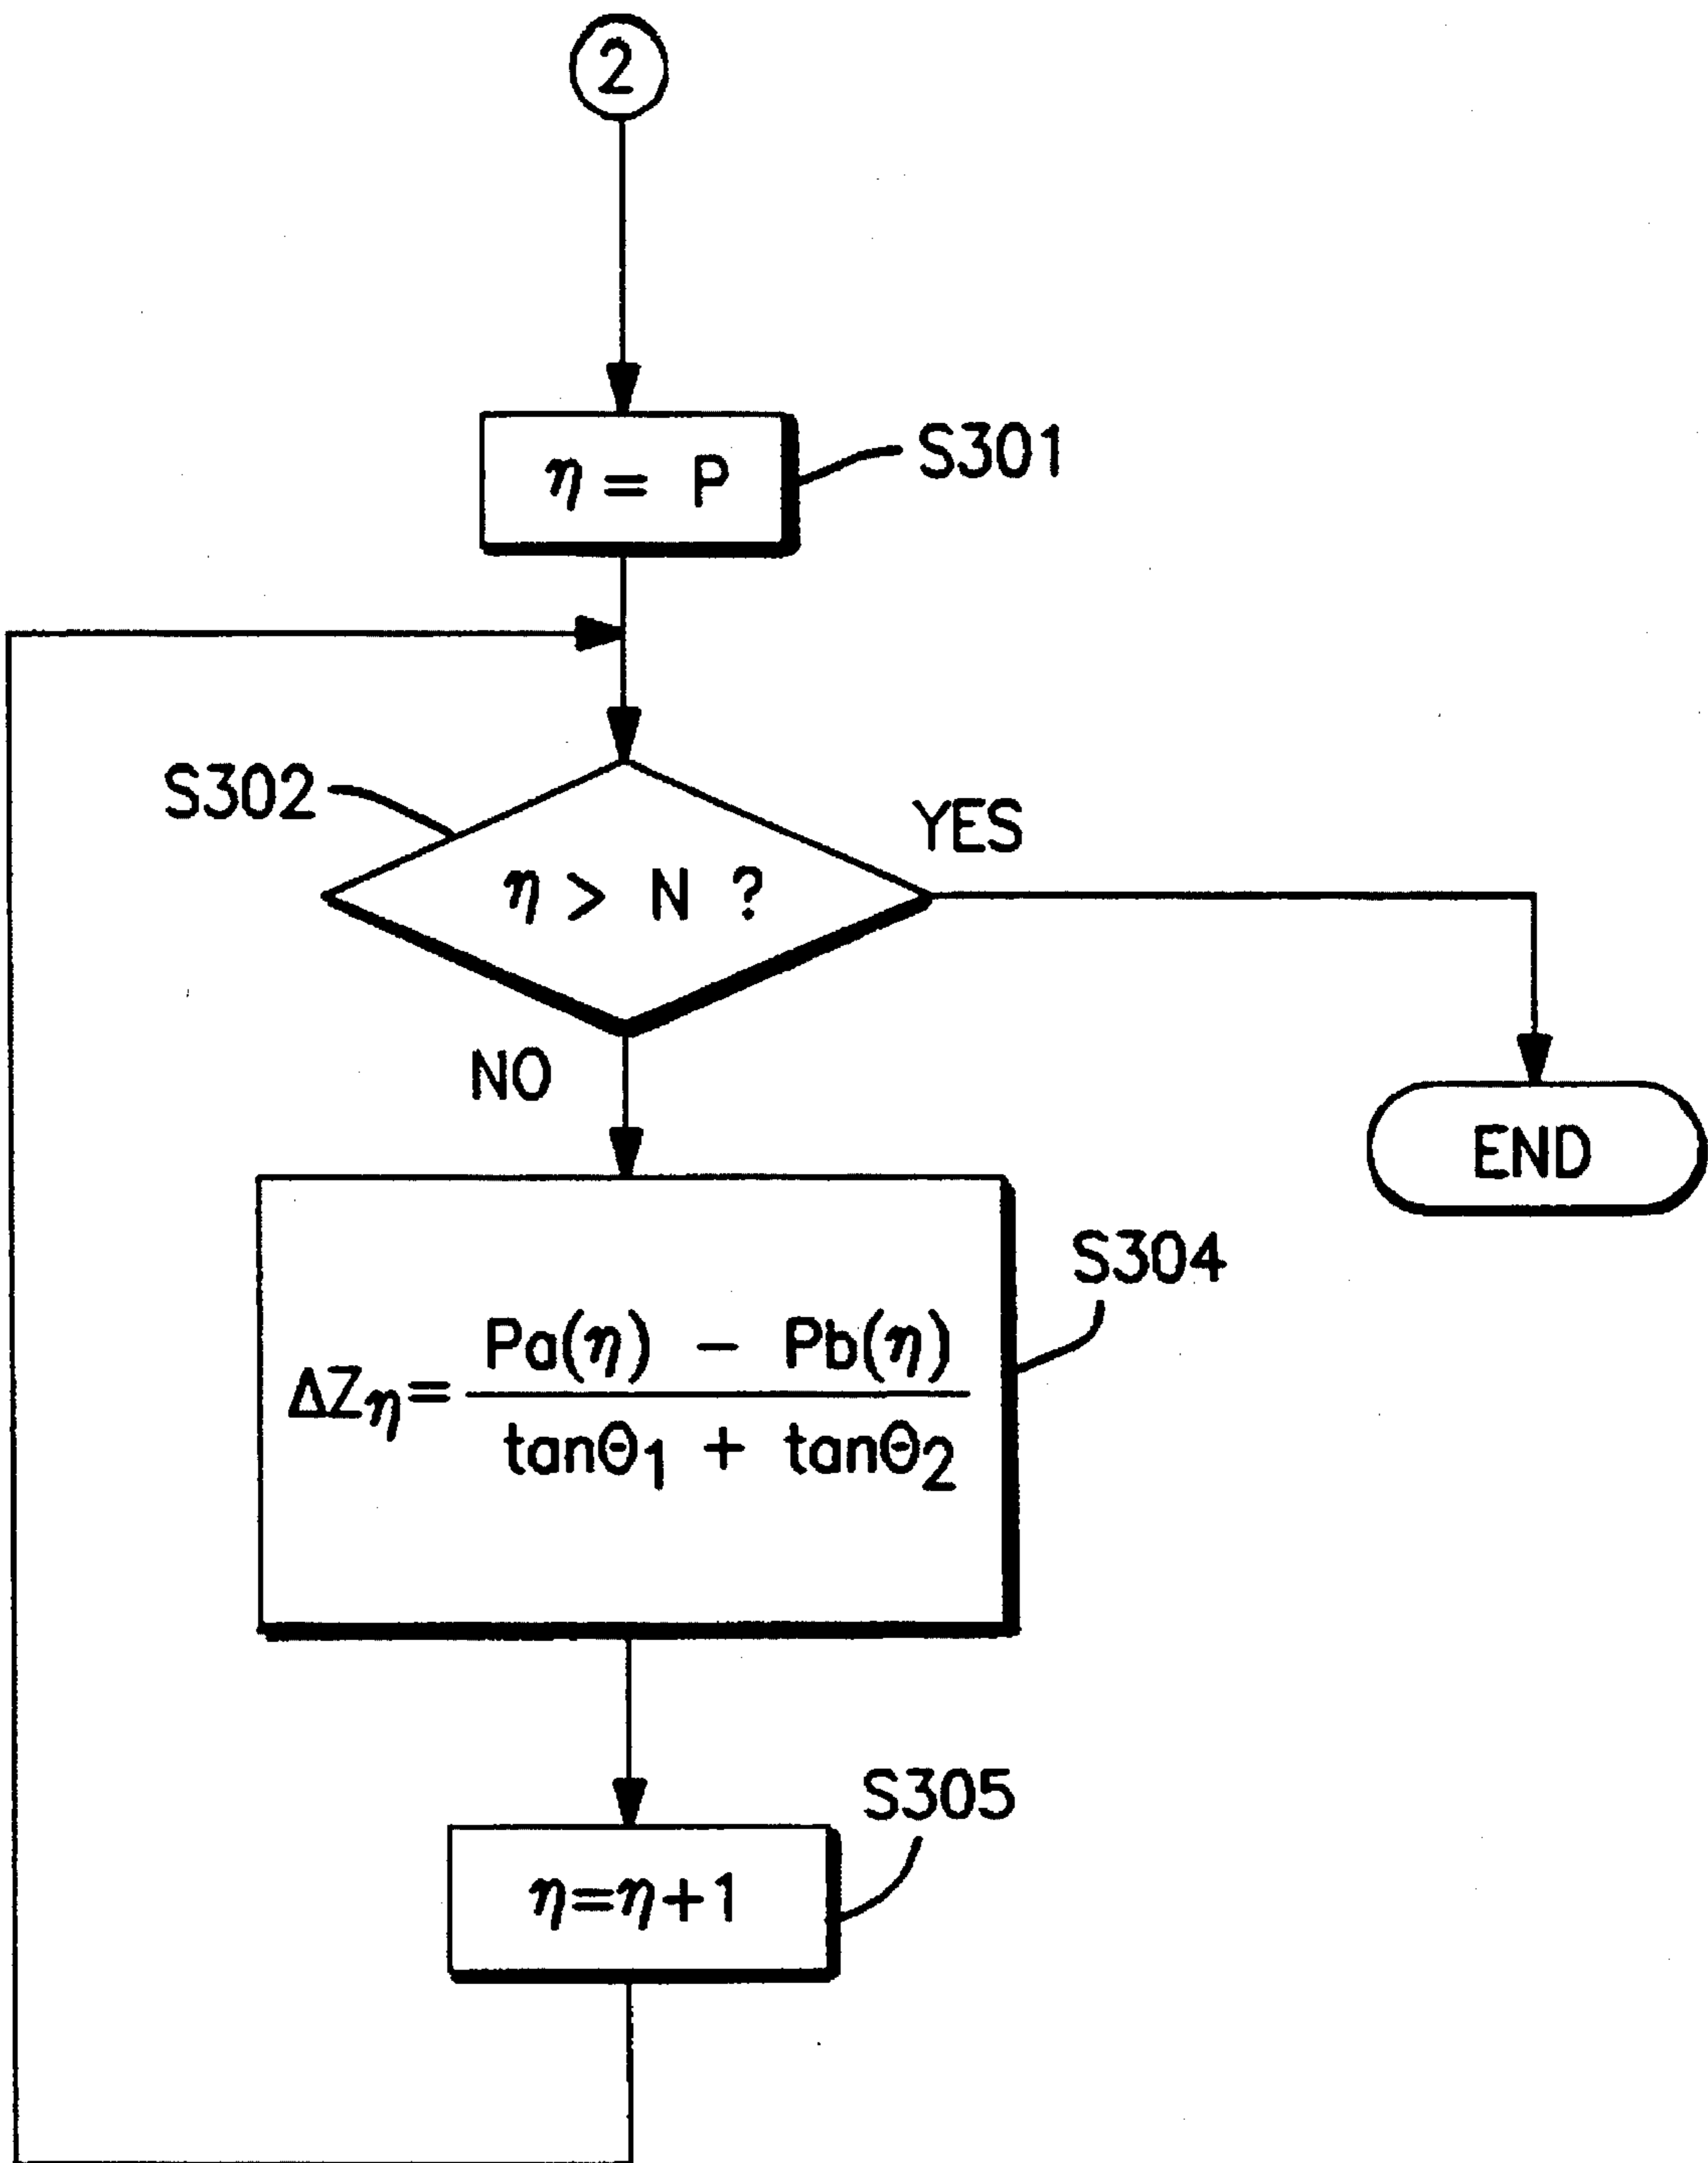 2
η = P
S301
S302
η > N ?
YES
NO
END
S304
ΔZη = Pa(η) − Pb(η) / tanΘ1 + tanΘ2
S305
η=η+1